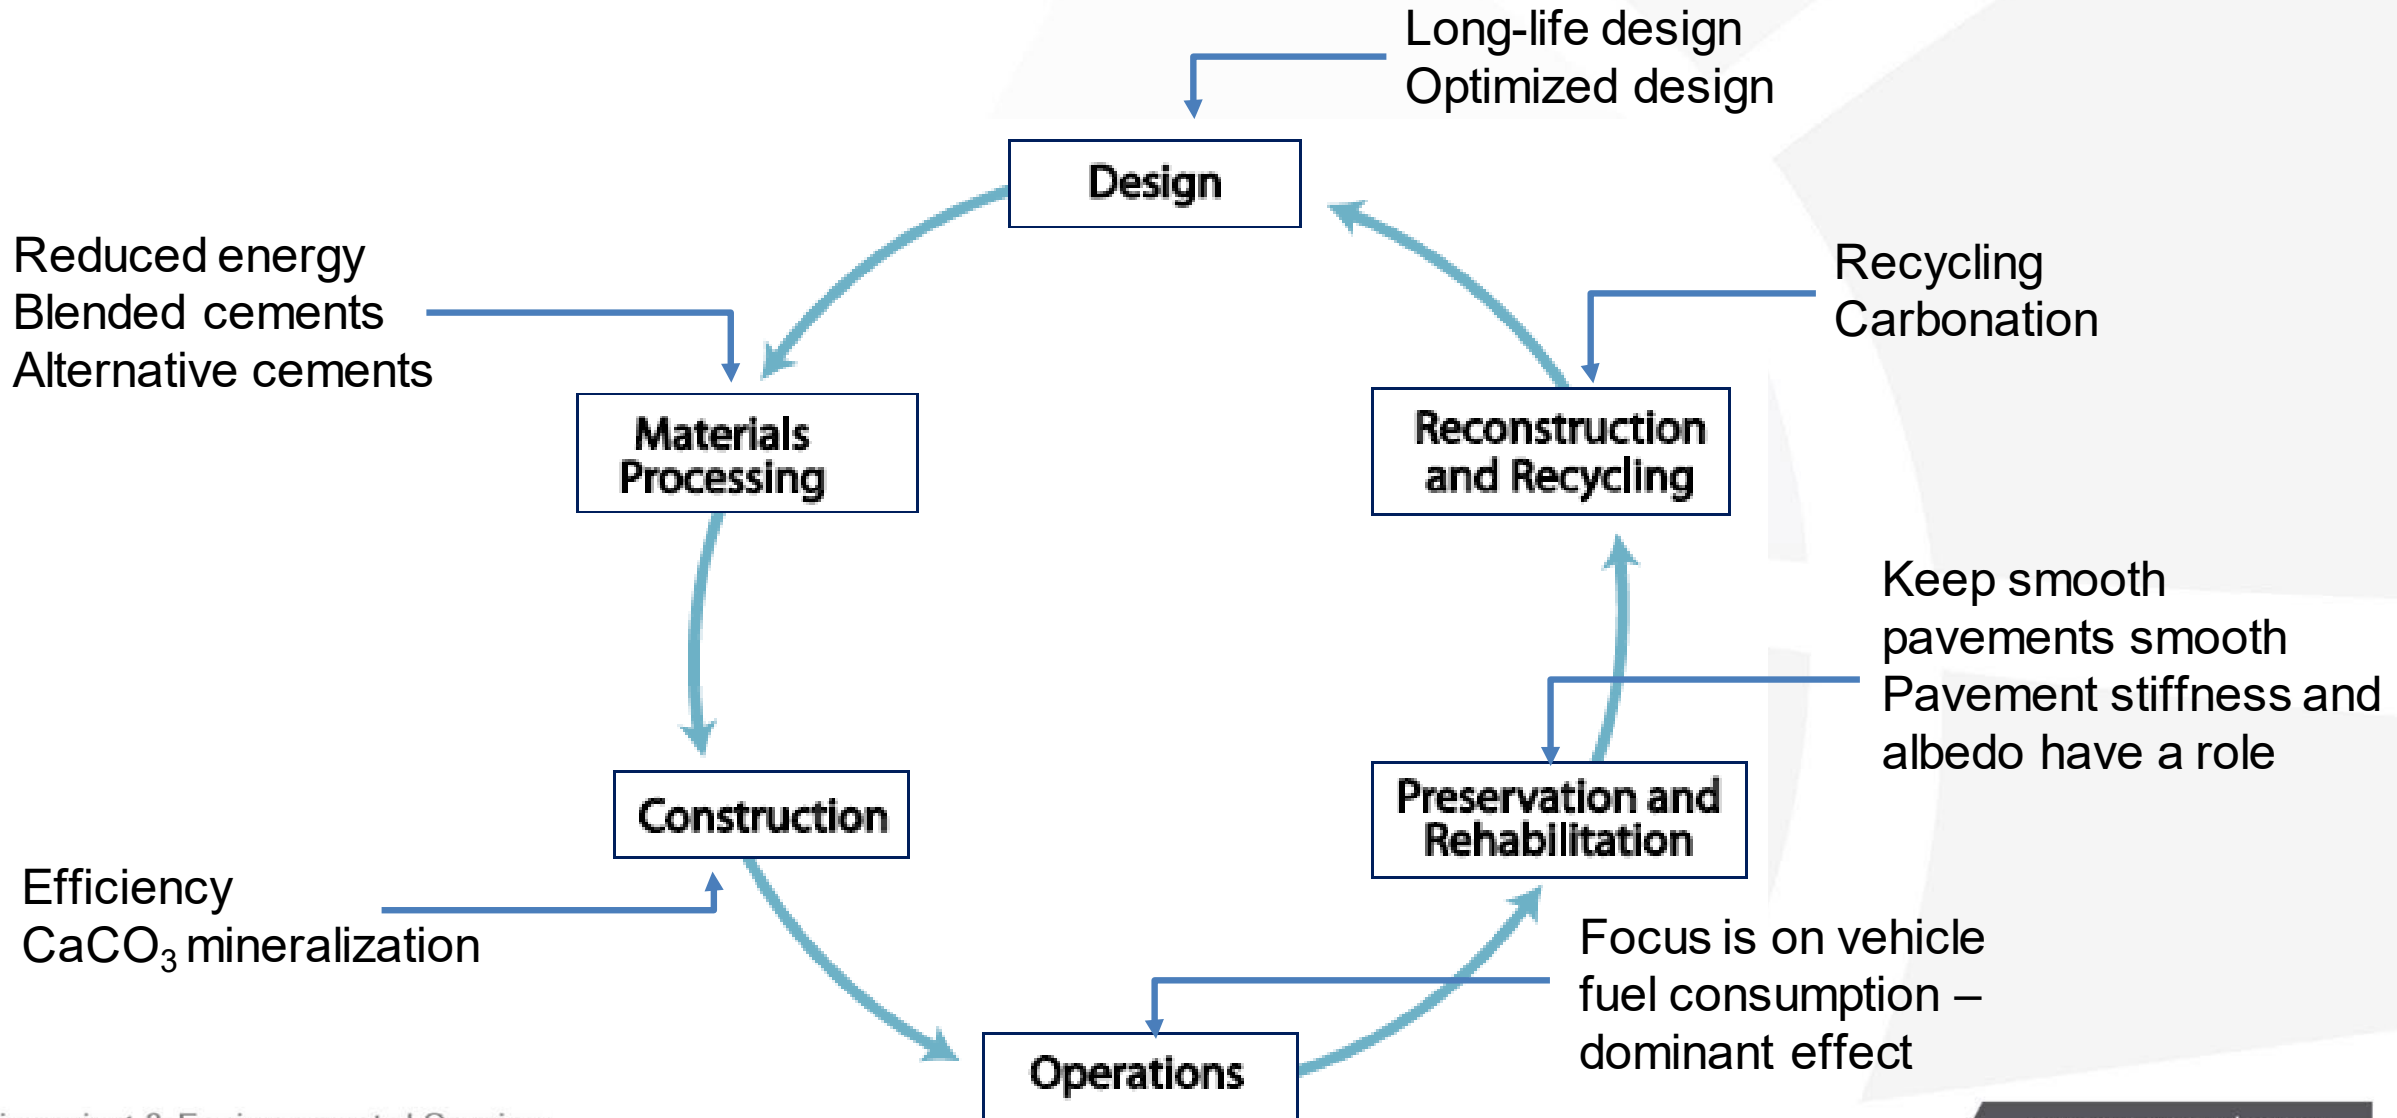 Long-life design
Optimized design
Design
Reduced energy
Blended cements
Alternative cements
Recycling
Carbonation
Materials
Processing
Reconstruction
and Recycling
Keep smooth
pavements smooth
Pavement stiffness and
albedo have a role
Construction
Preservation and
Rehabilitation
Efficiency
CaCO₃ mineralization
Focus is on vehicle
fuel consumption –
dominant effect
Operations